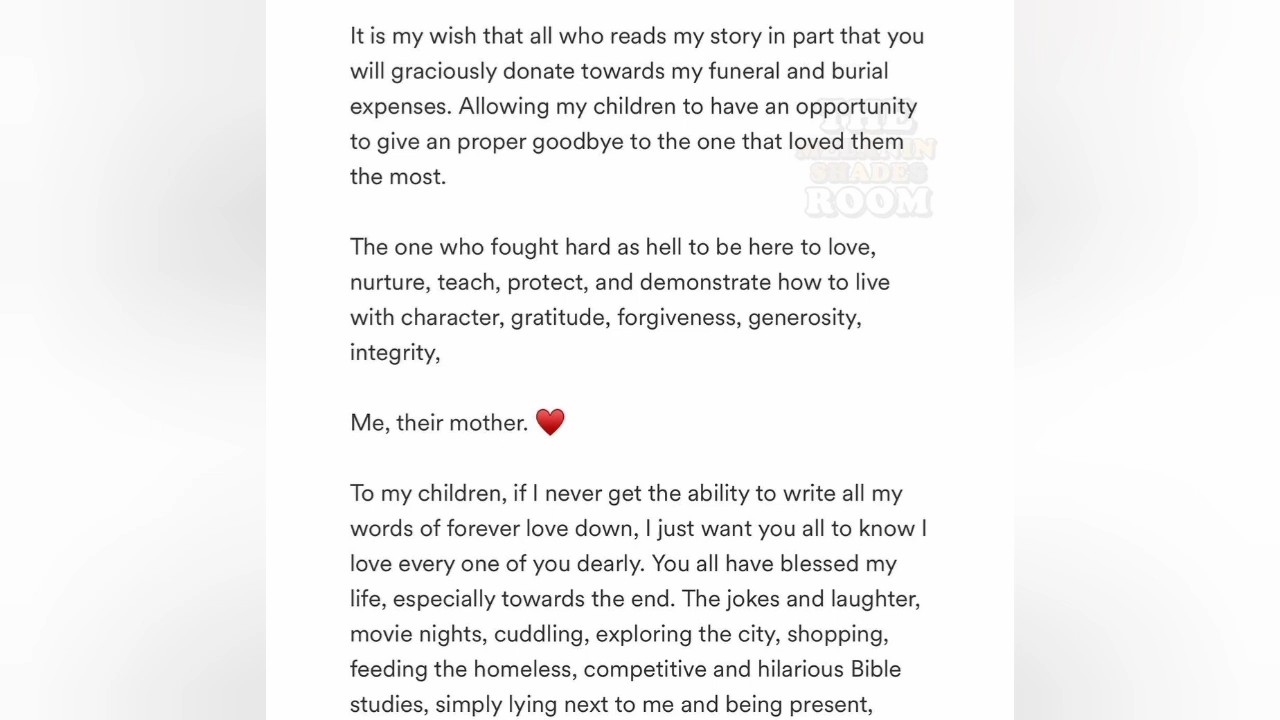 It is my wish that all who reads my story in part that you
will graciously donate towards my funeral and burial
expenses. Allowing my children to have an opportunity
to give an proper goodbye to the one that loved them
the most.
The one who fought hard as hell to be here to love,
nurture, teach, protect, and demonstrate how to live
with character, gratitude, forgiveness, generosity,
integrity,
Me, their mother. ♥️
To my children, if I never get the ability to write all my
words of forever love down, I just want you all to know I
love every one of you dearly. You all have blessed my
life, especially towards the end. The jokes and laughter,
movie nights, cuddling, exploring the city, shopping,
feeding the homeless, competitive and hilarious Bible
studies, simply lying next to me and being present,
THE
MELANIN
SHADES
ROOM